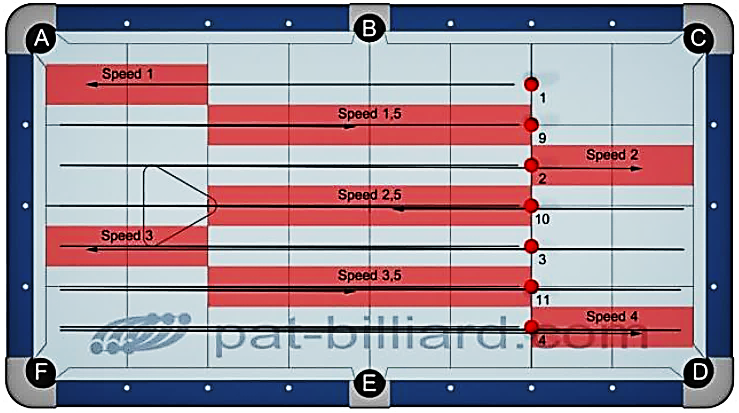 A
B
C
Speed 1
1
Speed 1,5
9
Speed 2
2
Speed 2,5
10
Speed 3
3
Speed 3,5
11
Speed 4
4
pat-billiard.com
F
E
D